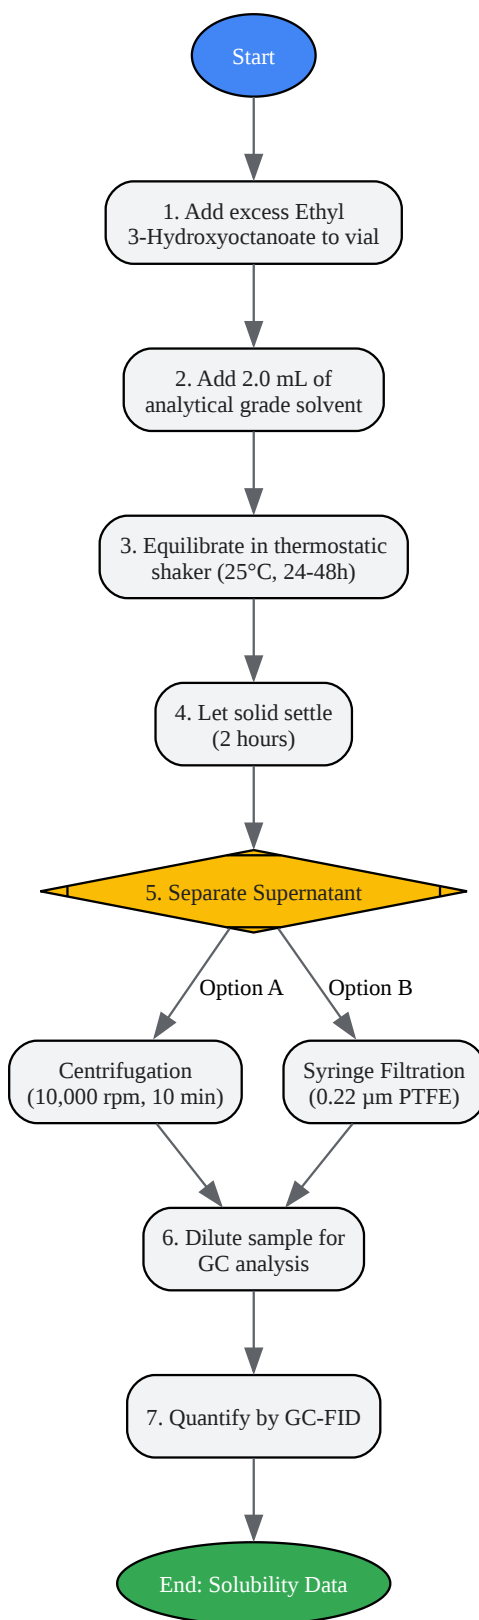 Start
1. Add excess Ethyl
3-Hydroxyoctanoate to vial
2. Add 2.0 mL of
analytical grade solvent
3. Equilibrate in thermostatic
shaker (25°C, 24-48h)
4. Let solid settle
(2 hours)
5. Separate Supernatant
Option A
Option B
Centrifugation
(10,000 rpm, 10 min)
Syringe Filtration
(0.22 µm PTFE)
6. Dilute sample for
GC analysis
7. Quantify by GC-FID
End: Solubility Data